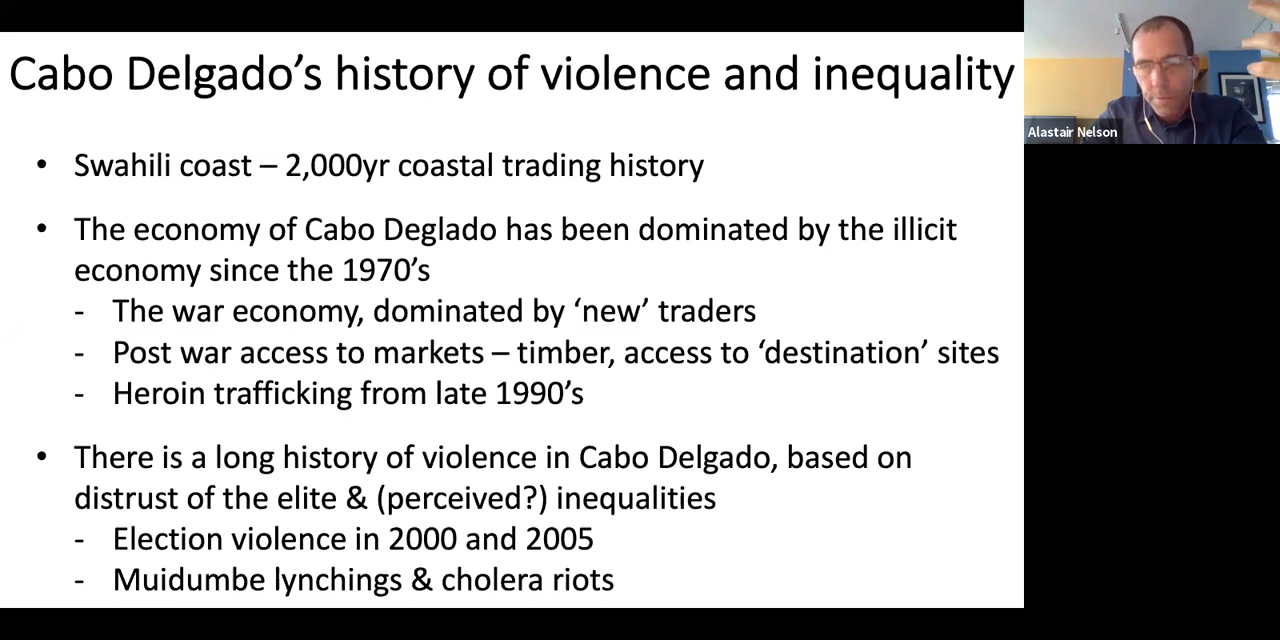 Cabo Delgado’s history of violence and inequality
Alastair Nelson
• Swahili coast – 2,000yr coastal trading history
• The economy of Cabo Deglado has been dominated by the illicit
economy since the 1970’s
- The war economy, dominated by ‘new’ traders
- Post war access to markets – timber, access to ‘destination’ sites
- Heroin trafficking from late 1990’s
• There is a long history of violence in Cabo Delgado, based on
distrust of the elite & (perceived?) inequalities
- Election violence in 2000 and 2005
- Muidumbe lynchings & cholera riots